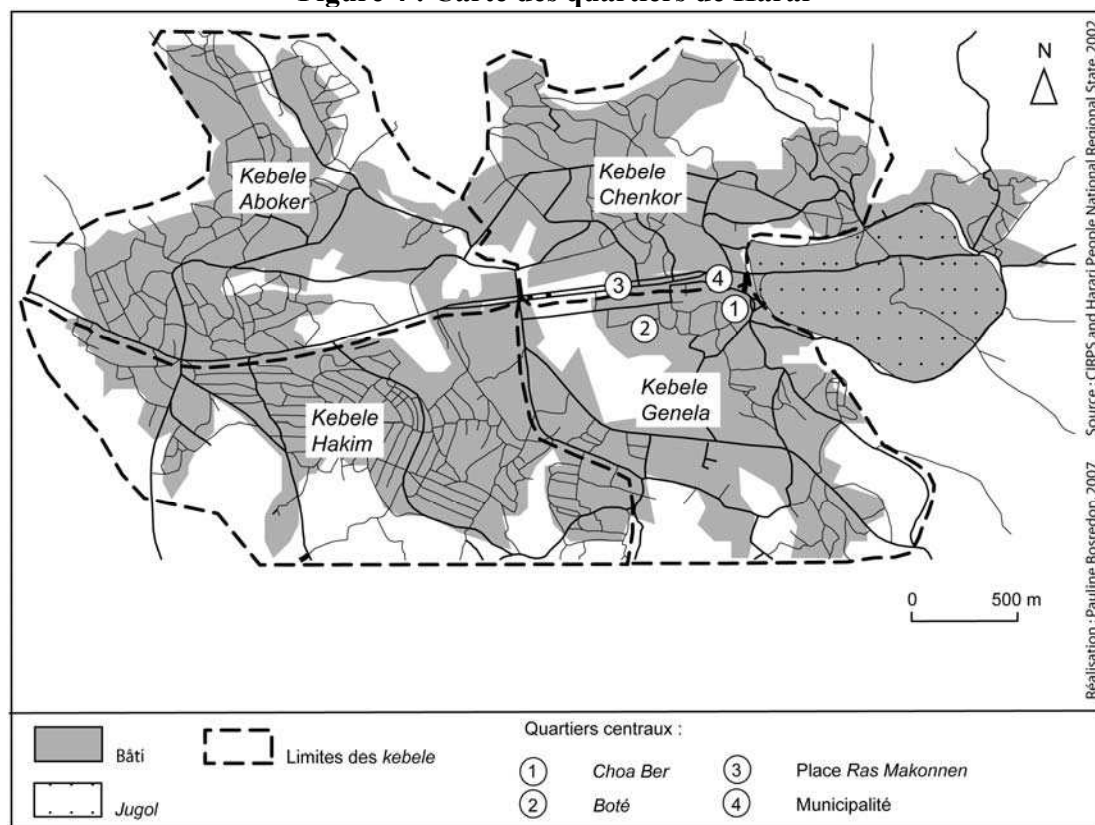 Figure 4 : Carte des quartiers de Harar
N
Kebele
Aboker
Kebele
Chenkor
3
4
1
2
Kebele
Hakim
Kebele
Genela
0 500 m
Source : CIRPS and Harari People National Regional State, 2002
Réalisation : Pauline Bosredon, 2007
Bâti
Limites des kebele
Jugol
Quartiers centraux :
1 Choa Ber
2 Boté
3 Place Ras Makonnen
4 Municipalité